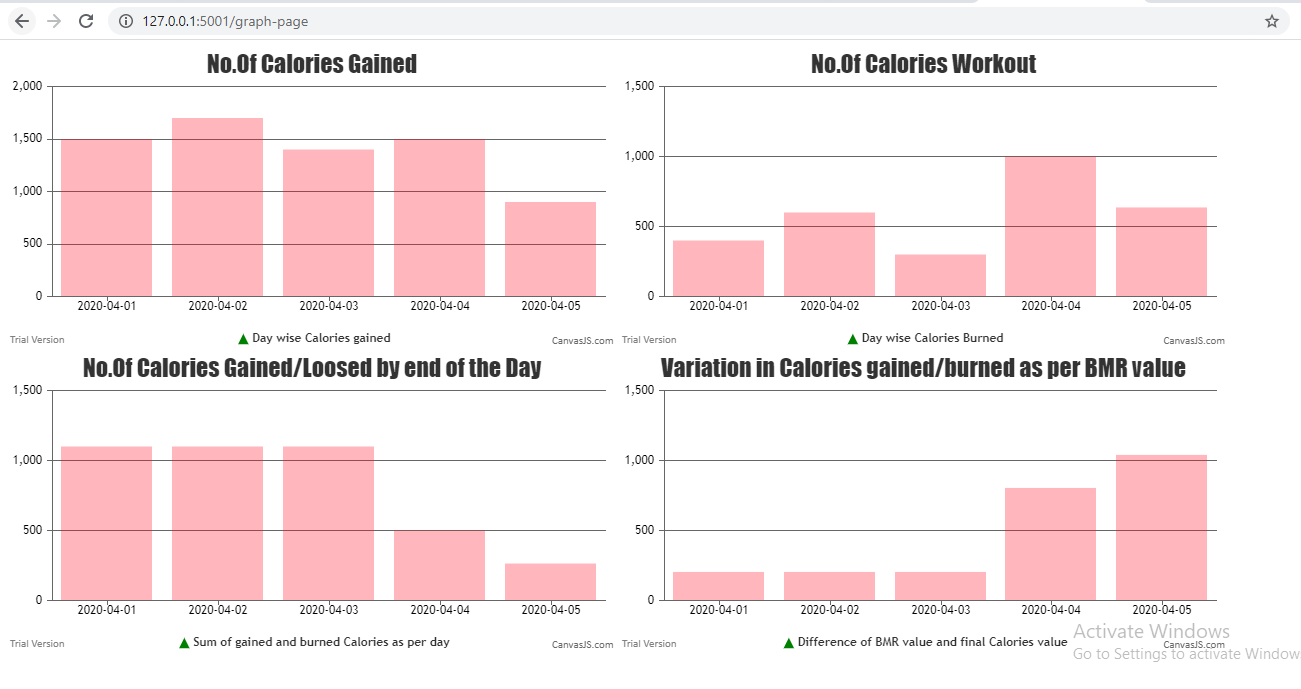 127.0.0.1:5001/graph-page
No.Of Calories Gained
2,000
1,500
1,000
500
0
2020-04-01 2020-04-02 2020-04-03 2020-04-04 2020-04-05
▲ Day wise Calories gained
Trial Version
CanvasJS.com
No.Of Calories Workout
1,500
1,000
500
0
2020-04-01 2020-04-02 2020-04-03 2020-04-04 2020-04-05
▲ Day wise Calories Burned
Trial Version
CanvasJS.com
No.Of Calories Gained/Loosed by end of the Day
1,500
1,000
500
0
2020-04-01 2020-04-02 2020-04-03 2020-04-04 2020-04-05
▲ Sum of gained and burned Calories as per day
Trial Version
CanvasJS.com
Variation in Calories gained/burned as per BMR value
1,500
1,000
500
0
2020-04-01 2020-04-02 2020-04-03 2020-04-04 2020-04-05
▲ Difference of BMR value and final Calories value
Trial Version
CanvasJS.com
Activate Windows
Go to Settings to activate Windows